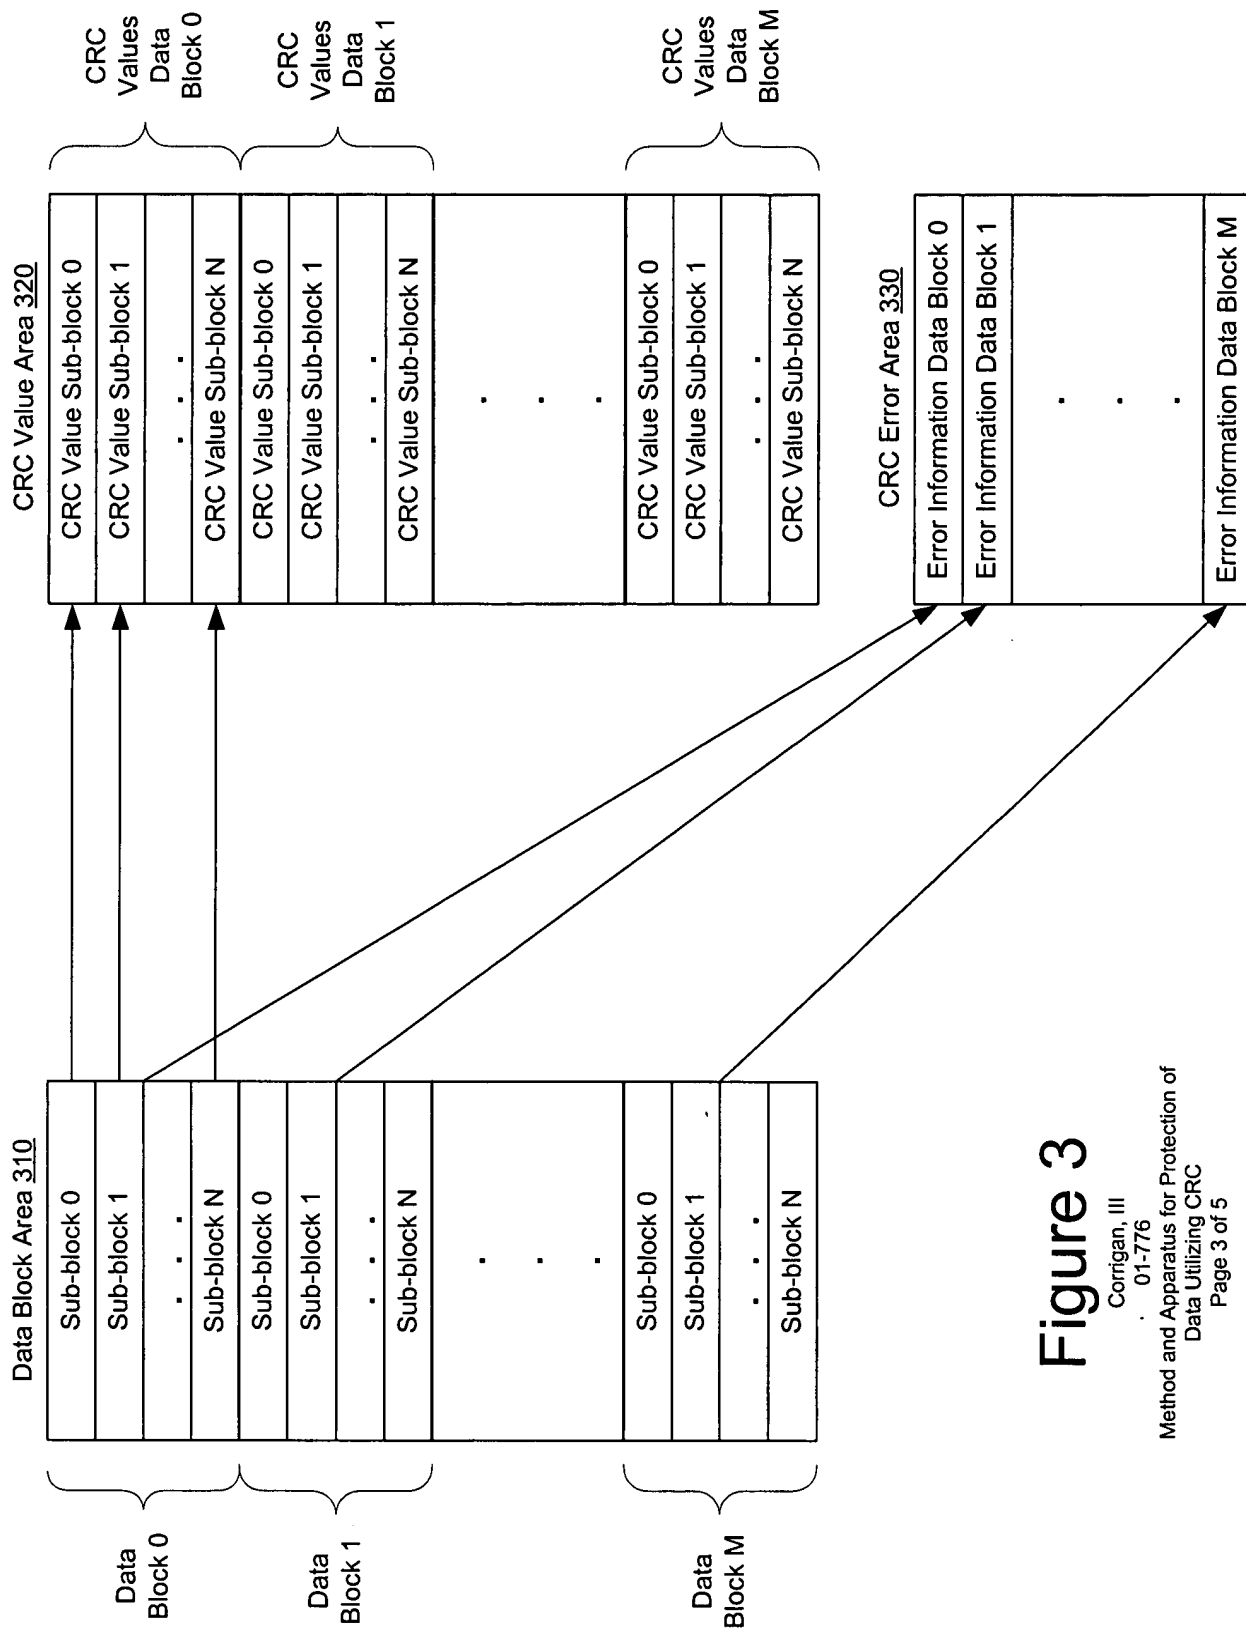 Data Block Area 310
Data
Block 0
Sub-block 0
Sub-block 1
. . .
Sub-block N
Data
Block 1
Sub-block 0
Sub-block 1
. . .
Sub-block N
. . .
Data
Block M
Sub-block 0
Sub-block 1
. . .
Sub-block N
CRC Value Area 320
CRC Value Sub-block 0
CRC Value Sub-block 1
. . .
CRC Value Sub-block N
CRC
Values
Data
Block 0
CRC Value Sub-block 0
CRC Value Sub-block 1
. . .
CRC Value Sub-block N
CRC
Values
Data
Block 1
. . .
CRC Value Sub-block 0
CRC Value Sub-block 1
. . .
CRC Value Sub-block N
CRC
Values
Data
Block M
CRC Error Area 330
Error Information Data Block 0
Error Information Data Block 1
. . .
Error Information Data Block M
Figure 3
Corrigan, III
01-776
Method and Apparatus for Protection of
Data Utilizing CRC
Page 3 of 5